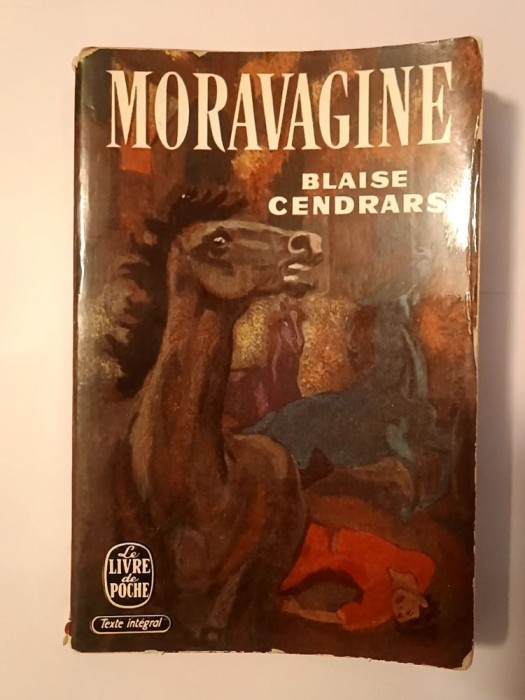 MORAVAGINE
BLAISE
CENDRARS
Le
LIVRE
de
POCHE
Texte intégral